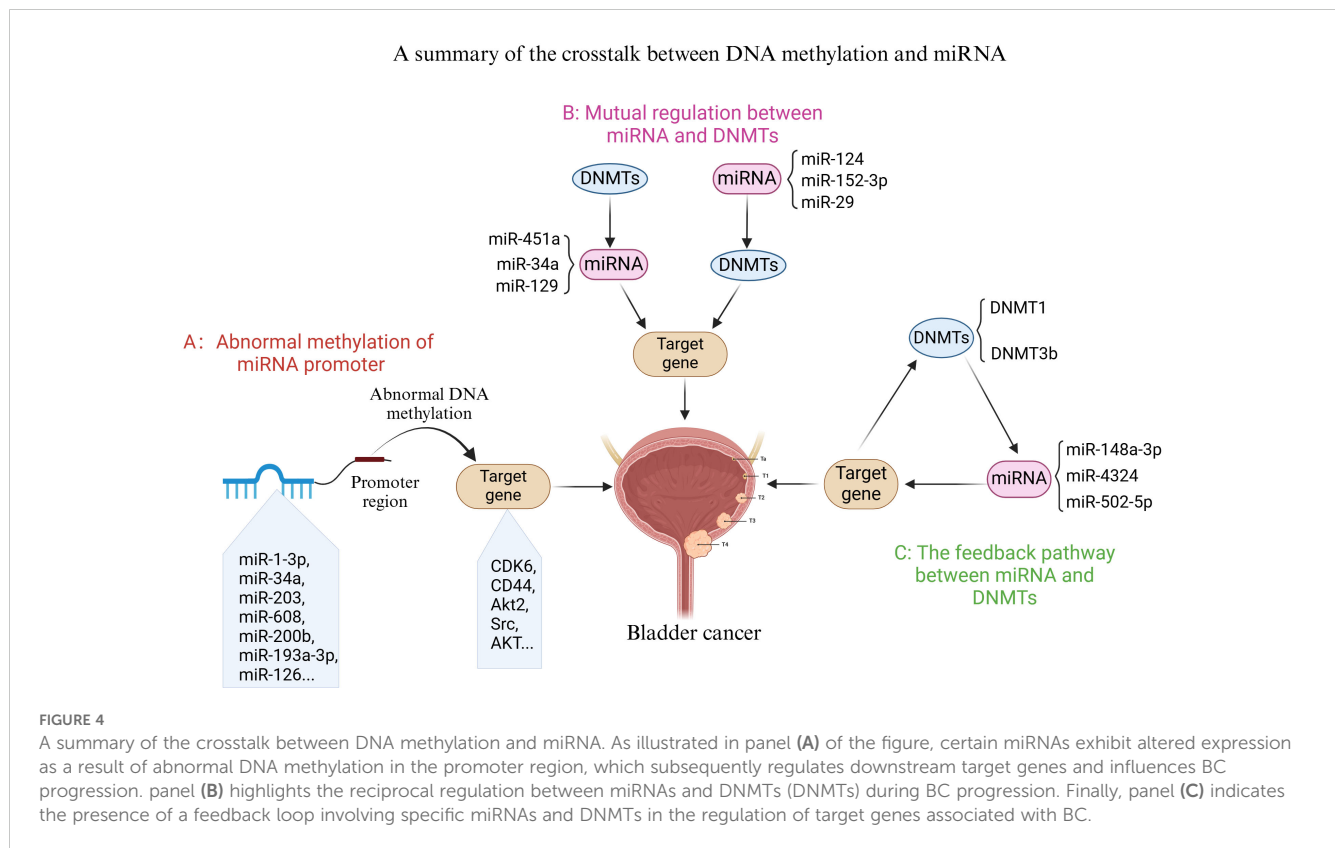 A summary of the crosstalk between DNA methylation and miRNA
B: Mutual regulation between
miRNA and DNMTs
DNMTs
miRNA
miR-124
miR-152-3p
miR-29
miR-451a
miR-34a
miR-129
miRNA
DNMTs
Target
gene
A: Abnormal methylation of
miRNA promoter
Abnormal DNA
methylation
Promoter
region
Target
gene
miR-1-3p,
miR-34a,
miR-203,
miR-608,
miR-200b,
miR-193a-3p,
miR-126...
CDK6,
CD44,
Akt2,
Src,
AKT...
Ta
T1
T2
T3
T4
Bladder cancer
DNMTs
DNMT1
DNMT3b
Target
gene
miRNA
miR-148a-3p
miR-4324
miR-502-5p
C: The feedback pathway
between miRNA and
DNMTs
FIGURE 4
A summary of the crosstalk between DNA methylation and miRNA. As illustrated in panel (A) of the figure, certain miRNAs exhibit altered expression
as a result of abnormal DNA methylation in the promoter region, which subsequently regulates downstream target genes and influences BC
progression. panel (B) highlights the reciprocal regulation between miRNAs and DNMTs (DNMTs) during BC progression. Finally, panel (C) indicates
the presence of a feedback loop involving specific miRNAs and DNMTs in the regulation of target genes associated with BC.